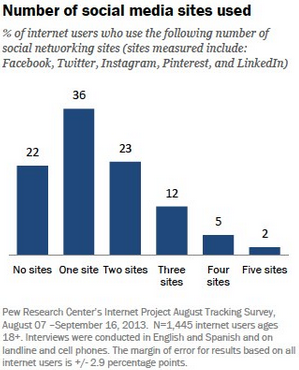 Number of social media sites used
% of internet users who use the following number of
social networking sites (sites measured include:
Facebook, Twitter, Instagram, Pinterest, and LinkedIn)
36
22
23
12
5
2
No sites One site Two sites Three sites Four sites Five sites
Pew Research Center's Internet Project August Tracking Survey,
August 07 –September 16, 2013. N=1,445 internet users ages
18+. Interviews were conducted in English and Spanish and on
landline and cell phones. The margin of error for results based on all
internet users is +/- 2.9 percentage points.